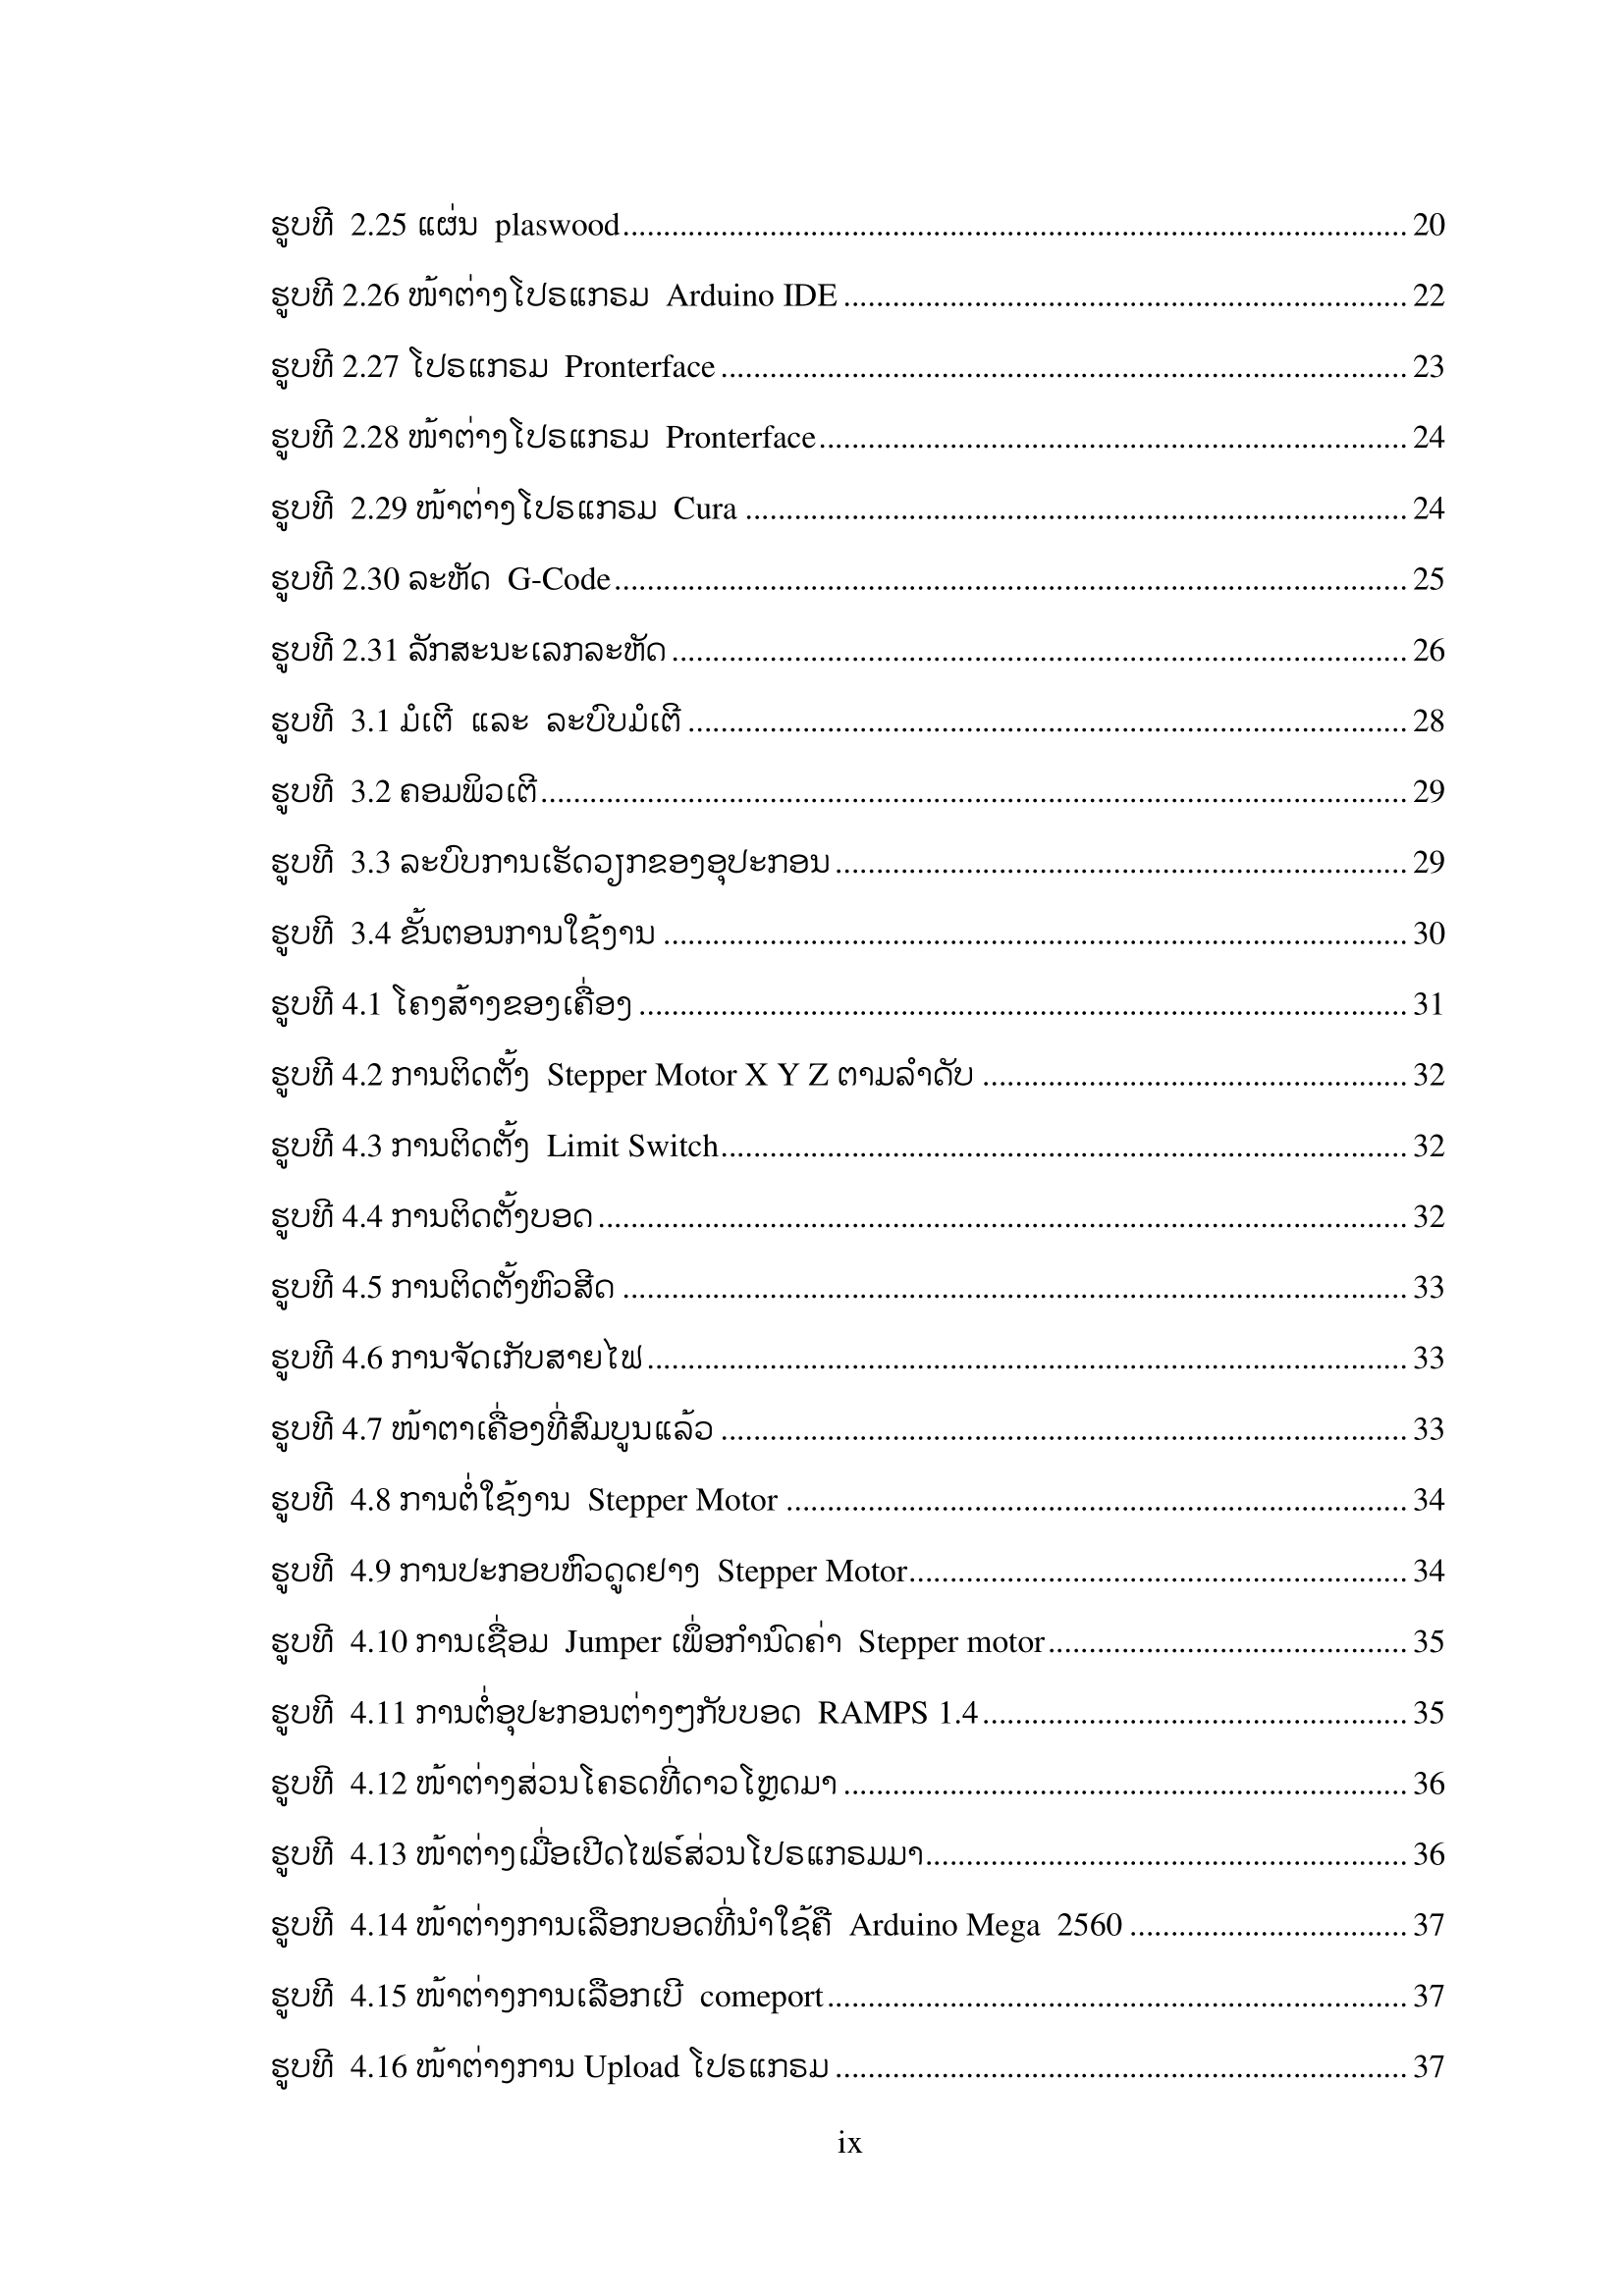 ຮູບທີ 2.25 ແຜ່ນ plaswood........................................ 20
ຮູບທີ 2.26 ໜ້າຕ່າງໂປຣແກຣມ Arduino IDE ........................................ 22
ຮູບທີ 2.27 ໂປຣແກຣມ Pronterface ........................................ 23
ຮູບທີ 2.28 ໜ້າຕ່າງໂປຣແກຣມ Pronterface........................................ 24
ຮູບທີ 2.29 ໜ້າຕ່າງໂປຣແກຣມ Cura ........................................ 24
ຮູບທີ 2.30 ລະຫັດ G-Code........................................ 25
ຮູບທີ 2.31 ລັກສະນະເລກລະຫັດ ........................................ 26
ຮູບທີ 3.1 ມໍເຕີ ແລະ ລະບົບມໍເຕີ ........................................ 28
ຮູບທີ 3.2 ຄອມພິວເຕີ........................................ 29
ຮູບທີ 3.3 ລະບົບການເຮັດວຽກຂອງອຸປະກອນ ........................................ 29
ຮູບທີ 3.4 ຂັ້ນຕອນການໃຊ້ງານ ........................................ 30
ຮູບທີ 4.1 ໂຄງສ້າງຂອງເຄື່ອງ ........................................ 31
ຮູບທີ 4.2 ການຕິດຕັ້ງ Stepper Motor X Y Z ຕາມລໍາດັບ ........................................ 32
ຮູບທີ 4.3 ການຕິດຕັ້ງ Limit Switch........................................ 32
ຮູບທີ 4.4 ການຕິດຕັ້ງບອດ ........................................ 32
ຮູບທີ 4.5 ການຕິດຕັ້ງຫົວສີດ ........................................ 33
ຮູບທີ 4.6 ການຈັດເກັບສາຍໄຟ ........................................ 33
ຮູບທີ 4.7 ໜ້າຕາເຄື່ອງທີ່ສົມບູນແລ້ວ ........................................ 33
ຮູບທີ 4.8 ການຕໍ່ໃຊ້ງານ Stepper Motor ........................................ 34
ຮູບທີ 4.9 ການປະກອບຫົວດູດຢາງ Stepper Motor........................................ 34
ຮູບທີ 4.10 ການເຊື່ອມ Jumper ເພຶ່ອກໍານົດຄ່າ Stepper motor........................................ 35
ຮູບທີ 4.11 ການຕໍ່ອຸປະກອນຕ່າງໆກັບບອດ RAMPS 1.4........................................ 35
ຮູບທີ 4.12 ໜ້າຕ່າງສ່ວນໂຄຣດທີ່ດາວໂຫຼດມາ ........................................ 36
ຮູບທີ 4.13 ໜ້າຕ່າງເມື່ອເປີດໄຟຣ໌ສ່ວນໂປຣແກຣມມາ........................................ 36
ຮູບທີ 4.14 ໜ້າຕ່າງການເລືອກບອດທີ່ນໍາໃຊ້ຄື Arduino Mega 2560 ........................................ 37
ຮູບທີ 4.15 ໜ້າຕ່າງການເລືອກເບີ comeport........................................ 37
ຮູບທີ 4.16 ໜ້າຕ່າງການ Upload ໂປຣແກຣມ ........................................ 37
ix